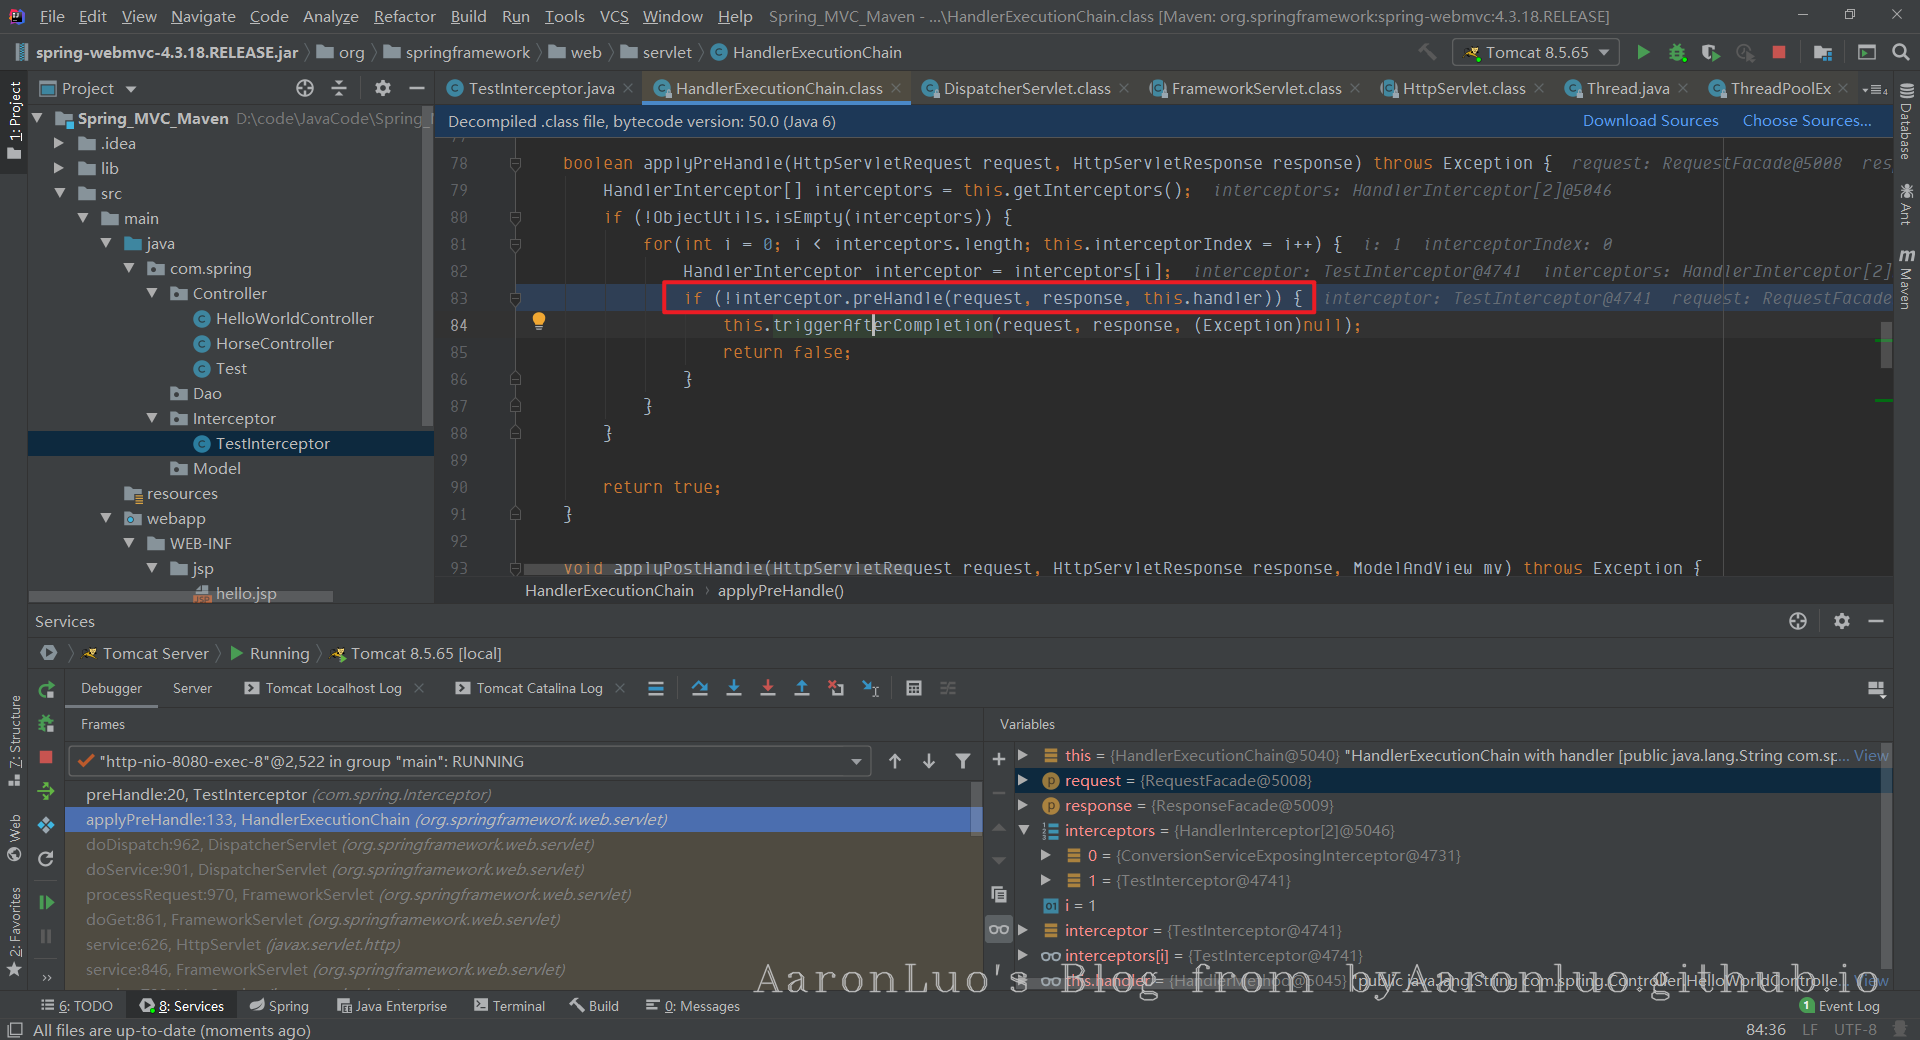 File Edit View Navigate Code Analyze Refactor Build Run Tools VCS Window Help Spring_MVC_Maven - ...\HandlerExecutionChain.class [Maven: org.springframework:spring-webmvc:4.3.18.RELEASE]
spring-webmvc-4.3.18.RELEASE.jar org springframework web servlet HandlerExecutionChain Tomcat 8.5.65
1: Project
Project
TestInterceptor.java HandlerExecutionChain.class DispatcherServlet.class FrameworkServlet.class HttpServlet.class Thread.java ThreadPoolEx
Decompiled .class file, bytecode version: 50.0 (Java 6) Download Sources Choose Sources...
Spring_MVC_Maven D:\code\JavaCode\Spring_
.idea
lib
src
main
java
com.spring
Controller
HelloWorldController
HorseController
Test
Dao
Interceptor
TestInterceptor
Model
resources
webapp
WEB-INF
jsp
hello.jsp
78 boolean applyPreHandle(HttpServletRequest request, HttpServletResponse response) throws Exception { request: RequestFacade@5008 res
79 HandlerInterceptor[] interceptors = this.getInterceptors(); interceptors: HandlerInterceptor[2]@5046
80 if (!ObjectUtils.isEmpty(interceptors)) {
81 for(int i = 0; i < interceptors.length; this.interceptorIndex = i++) { i: 1 interceptorIndex: 0
82 HandlerInterceptor interceptor = interceptors[i]; interceptor: TestInterceptor@4741 interceptors: HandlerInterceptor[2]
83 if (!interceptor.preHandle(request, response, this.handler)) { interceptor: TestInterceptor@4741 request: RequestFacade
84 this.triggerAfterCompletion(request, response, (Exception)null);
85 return false;
86 }
87 }
88 }
89
90 return true;
91 }
92
93 void applyPostHandle(HttpServletRequest request, HttpServletResponse response, ModelAndView mv) throws Exception {
HandlerExecutionChain applyPreHandle()
Database
Ant
Maven
Services
Tomcat Server Running Tomcat 8.5.65 [local]
Debugger Server Tomcat Localhost Log Tomcat Catalina Log
Frames
"http-nio-8080-exec-8"@2,522 in group "main": RUNNING
preHandle:20, TestInterceptor (com.spring.Interceptor)
applyPreHandle:133, HandlerExecutionChain (org.springframework.web.servlet)
doDispatch:962, DispatcherServlet (org.springframework.web.servlet)
doService:901, DispatcherServlet (org.springframework.web.servlet)
processRequest:970, FrameworkServlet (org.springframework.web.servlet)
doGet:861, FrameworkServlet (org.springframework.web.servlet)
service:626, HttpServlet (javax.servlet.http)
service:846, FrameworkServlet (org.springframework.web.servlet)
Variables
this = {HandlerExecutionChain@5040} "HandlerExecutionChain with handler [public java.lang.String com.sp... View
request = {RequestFacade@5008}
response = {ResponseFacade@5009}
interceptors = {HandlerInterceptor[2]@5046}
0 = {ConversionServiceExposingInterceptor@4731}
1 = {TestInterceptor@4741}
i = 1
interceptor = {TestInterceptor@4741}
interceptors[i] = {TestInterceptor@4741}
this.handler = {HandlerMethod@5045} "public java.lang.String com.spring.Controller.HelloWorldController. View
AaronLuo's Blog from byAaronluo.github.io
Z: Structure
Web
2: Favorites
6: TODO 8: Services Spring Java Enterprise Terminal Build 0: Messages 1 Event Log
All files are up-to-date (moments ago) 84:36 LF UTF-8